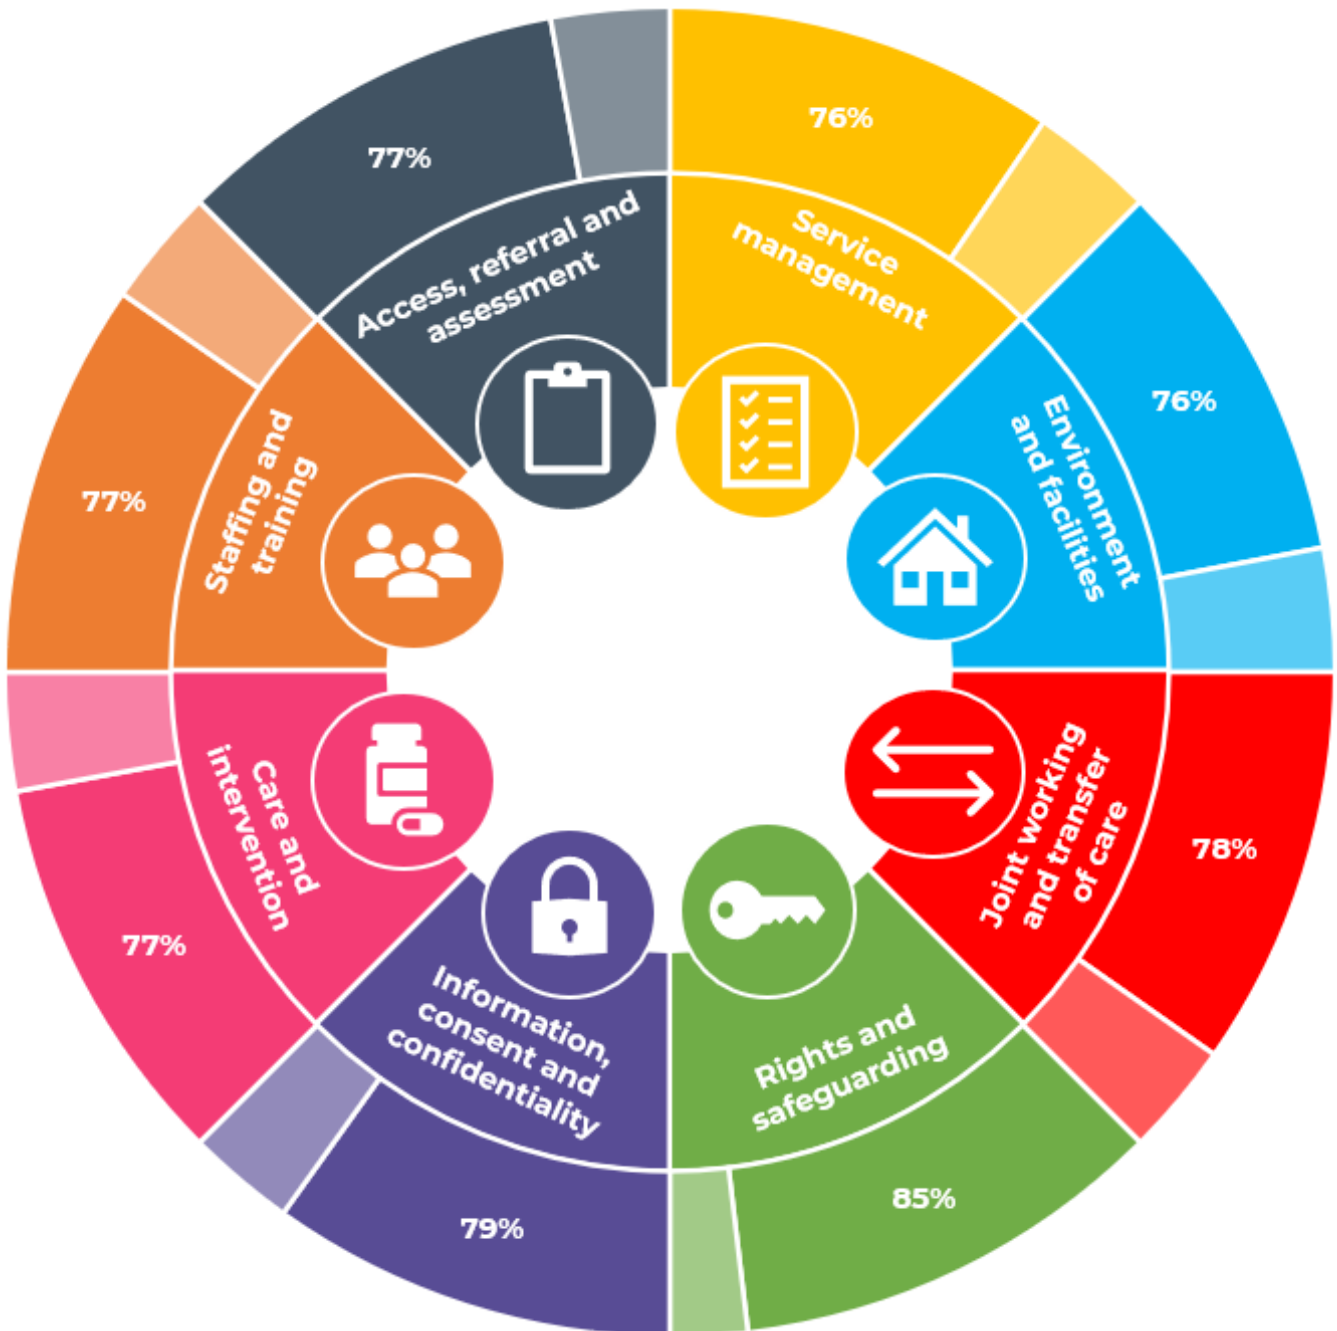 76%
Service
management
76%
Environment
and facilities
78%
Joint working
and transfer
of care
85%
Rights and
safeguarding
79%
Information,
consent and
confidentiality
77%
Care and
intervention
77%
Staffing and
training
77%
Access, referral and
assessment